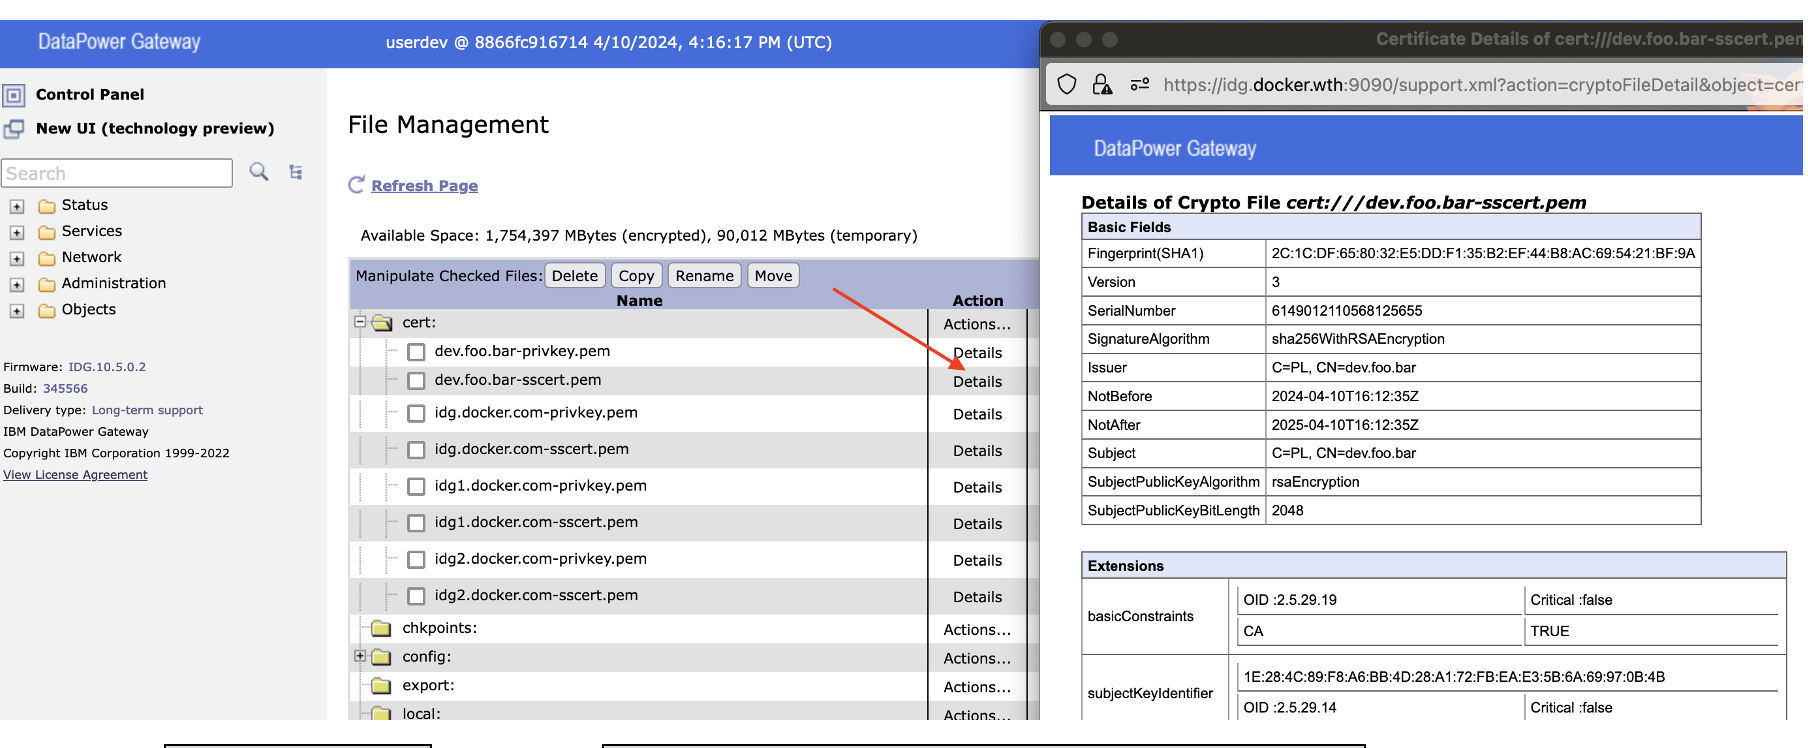 DataPower Gateway
userdev @ 8866fc916714 4/10/2024, 4:16:17 PM (UTC)
Control Panel
New UI (technology preview)
Search
Status
Services
Network
Administration
Objects
Firmware: IDG.10.5.0.2
Build: 345566
Delivery type: Long-term support
IBM DataPower Gateway
Copyright IBM Corporation 1999-2022
View License Agreement
File Management
Refresh Page
Available Space: 1,754,397 MBytes (encrypted), 90,012 MBytes (temporary)
Manipulate Checked Files: Delete Copy Rename Move
Name Action
cert: Actions...
dev.foo.bar-privkey.pem Details
dev.foo.bar-sscert.pem Details
idg.docker.com-privkey.pem Details
idg.docker.com-sscert.pem Details
idg1.docker.com-privkey.pem Details
idg1.docker.com-sscert.pem Details
idg2.docker.com-privkey.pem Details
idg2.docker.com-sscert.pem Details
chkpoints: Actions...
config: Actions...
export: Actions...
local: Actions...
Certificate Details of cert:///dev.foo.bar-sscert.pem
https://idg.docker.wth:9090/support.xml?action=cryptoFileDetail&object=cer
DataPower Gateway
Details of Crypto File cert:///dev.foo.bar-sscert.pem
Basic Fields
Fingerprint(SHA1) 2C:1C:DF:65:80:32:E5:DD:F1:35:B2:EF:44:B8:AC:69:54:21:BF:9A
Version 3
SerialNumber 6149012110568125655
SignatureAlgorithm sha256WithRSAEncryption
Issuer C=PL, CN=dev.foo.bar
NotBefore 2024-04-10T16:12:35Z
NotAfter 2025-04-10T16:12:35Z
Subject C=PL, CN=dev.foo.bar
SubjectPublicKeyAlgorithm rsaEncryption
SubjectPublicKeyBitLength 2048
Extensions
basicConstraints
OID :2.5.29.19 Critical :false
CA TRUE
subjectKeyIdentifier
1E:28:4C:89:F8:A6:BB:4D:28:A1:72:FB:EA:E3:5B:6A:69:97:0B:4B
OID :2.5.29.14 Critical :false